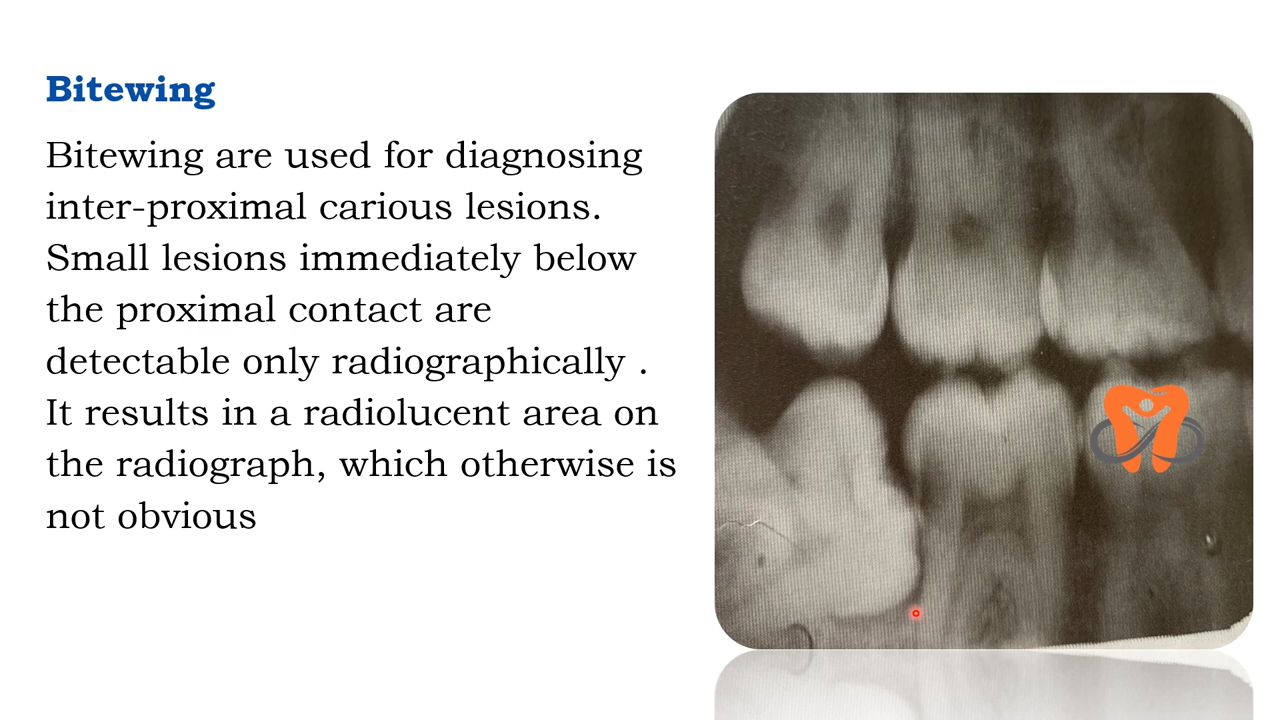 Bitewing
Bitewing are used for diagnosing
inter-proximal carious lesions.
Small lesions immediately below
the proximal contact are
detectable only radiographically .
It results in a radiolucent area on
the radiograph, which otherwise is
not obvious